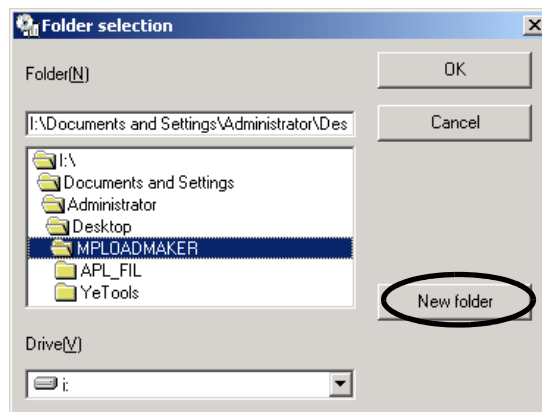 Folder selection
Folder(N)
OK
I:\Documents and Settings\Administrator\Des
Cancel
I:\
Documents and Settings
Administrator
Desktop
MPLOADMAKER
APL_FIL
YeTools
New folder
Drive(V)
i: